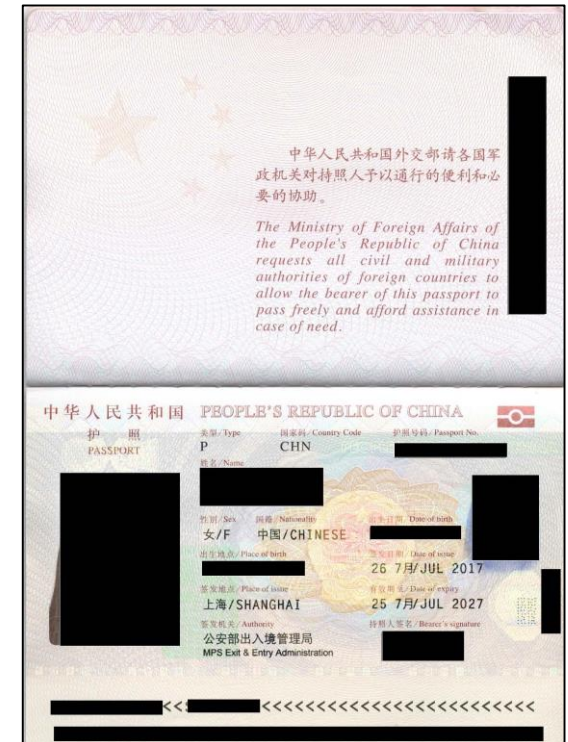 中华人民共和国外交部请各国军
政机关对持照人予以通行的便利和必
要的协助。
The Ministry of Foreign Affairs of
the People's Republic of China
requests all civil and military
authorities of foreign countries to
allow the bearer of this passport to
pass freely and afford assistance in
case of need.
中华人民共和国 PEOPLE'S REPUBLIC OF CHINA
护 照
PASSPORT
类型/Type 国家码/Country Code 护照号码/Passport No.
P CHN
姓名/Name
性别/Sex 国籍/Nationality 出生日期/Date of birth
女/F 中国/CHINESE
出生地点/Place of birth 签发日期/Date of issue
26 7月/JUL 2017
签发地点/Place of issue 有效期至/Date of expiry
上海/SHANGHAI 25 7月/JUL 2027
签发机关/Authority 持照人签名/Bearer's signature
公安部出入境管理局
MPS Exit & Entry Administration
<<<<<<<<<<<<<<<<<<<<<<<<<<<